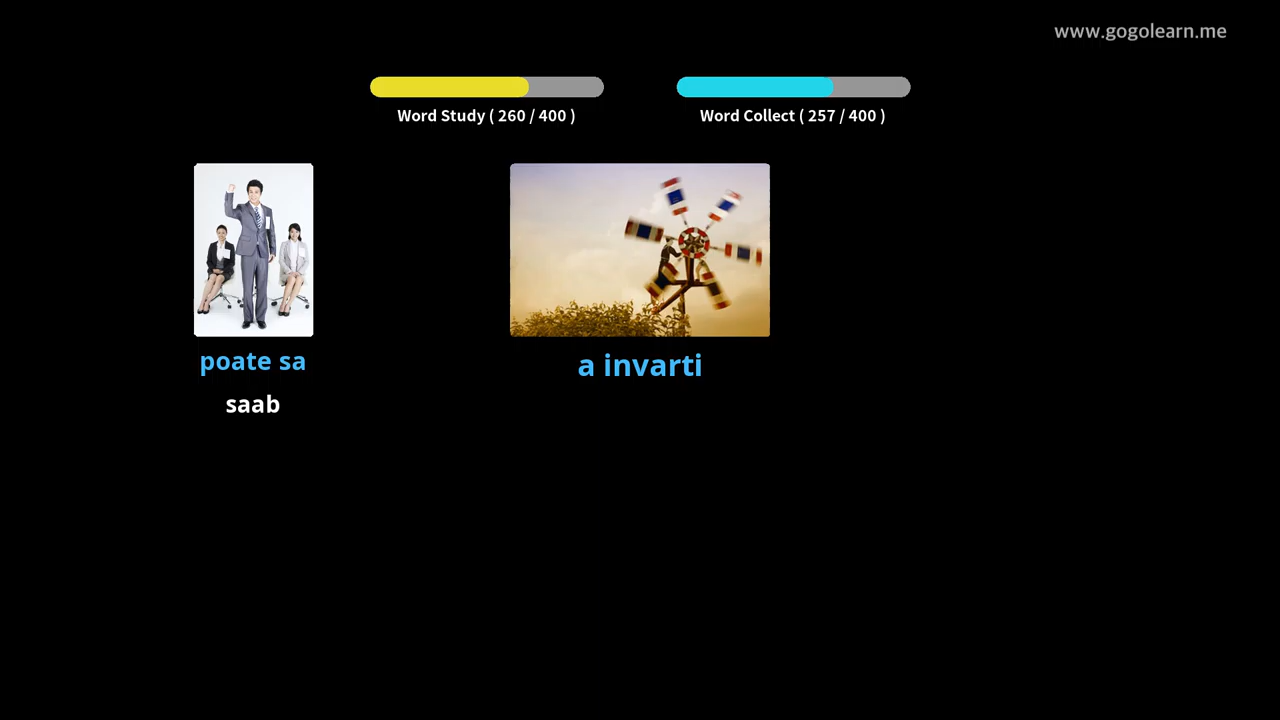 www.gogolearn.me
Word Study ( 260 / 400 )
Word Collect ( 257 / 400 )
poate sa
saab
a invarti